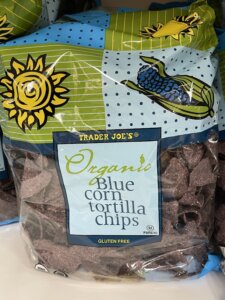 TRADER JOE'S®
Organic
Blue
corn
tortilla
chips
GLUTEN FREE